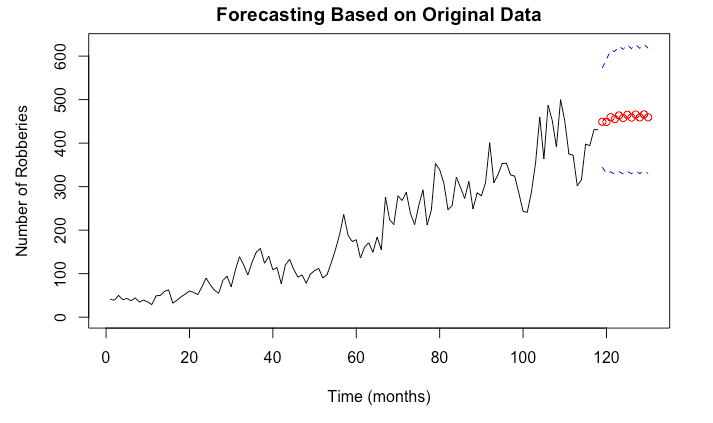 Forecasting Based on Original Data
Number of Robberies
600
500
400
300
200
100
0
0 20 40 60 80 100 120
Time (months)